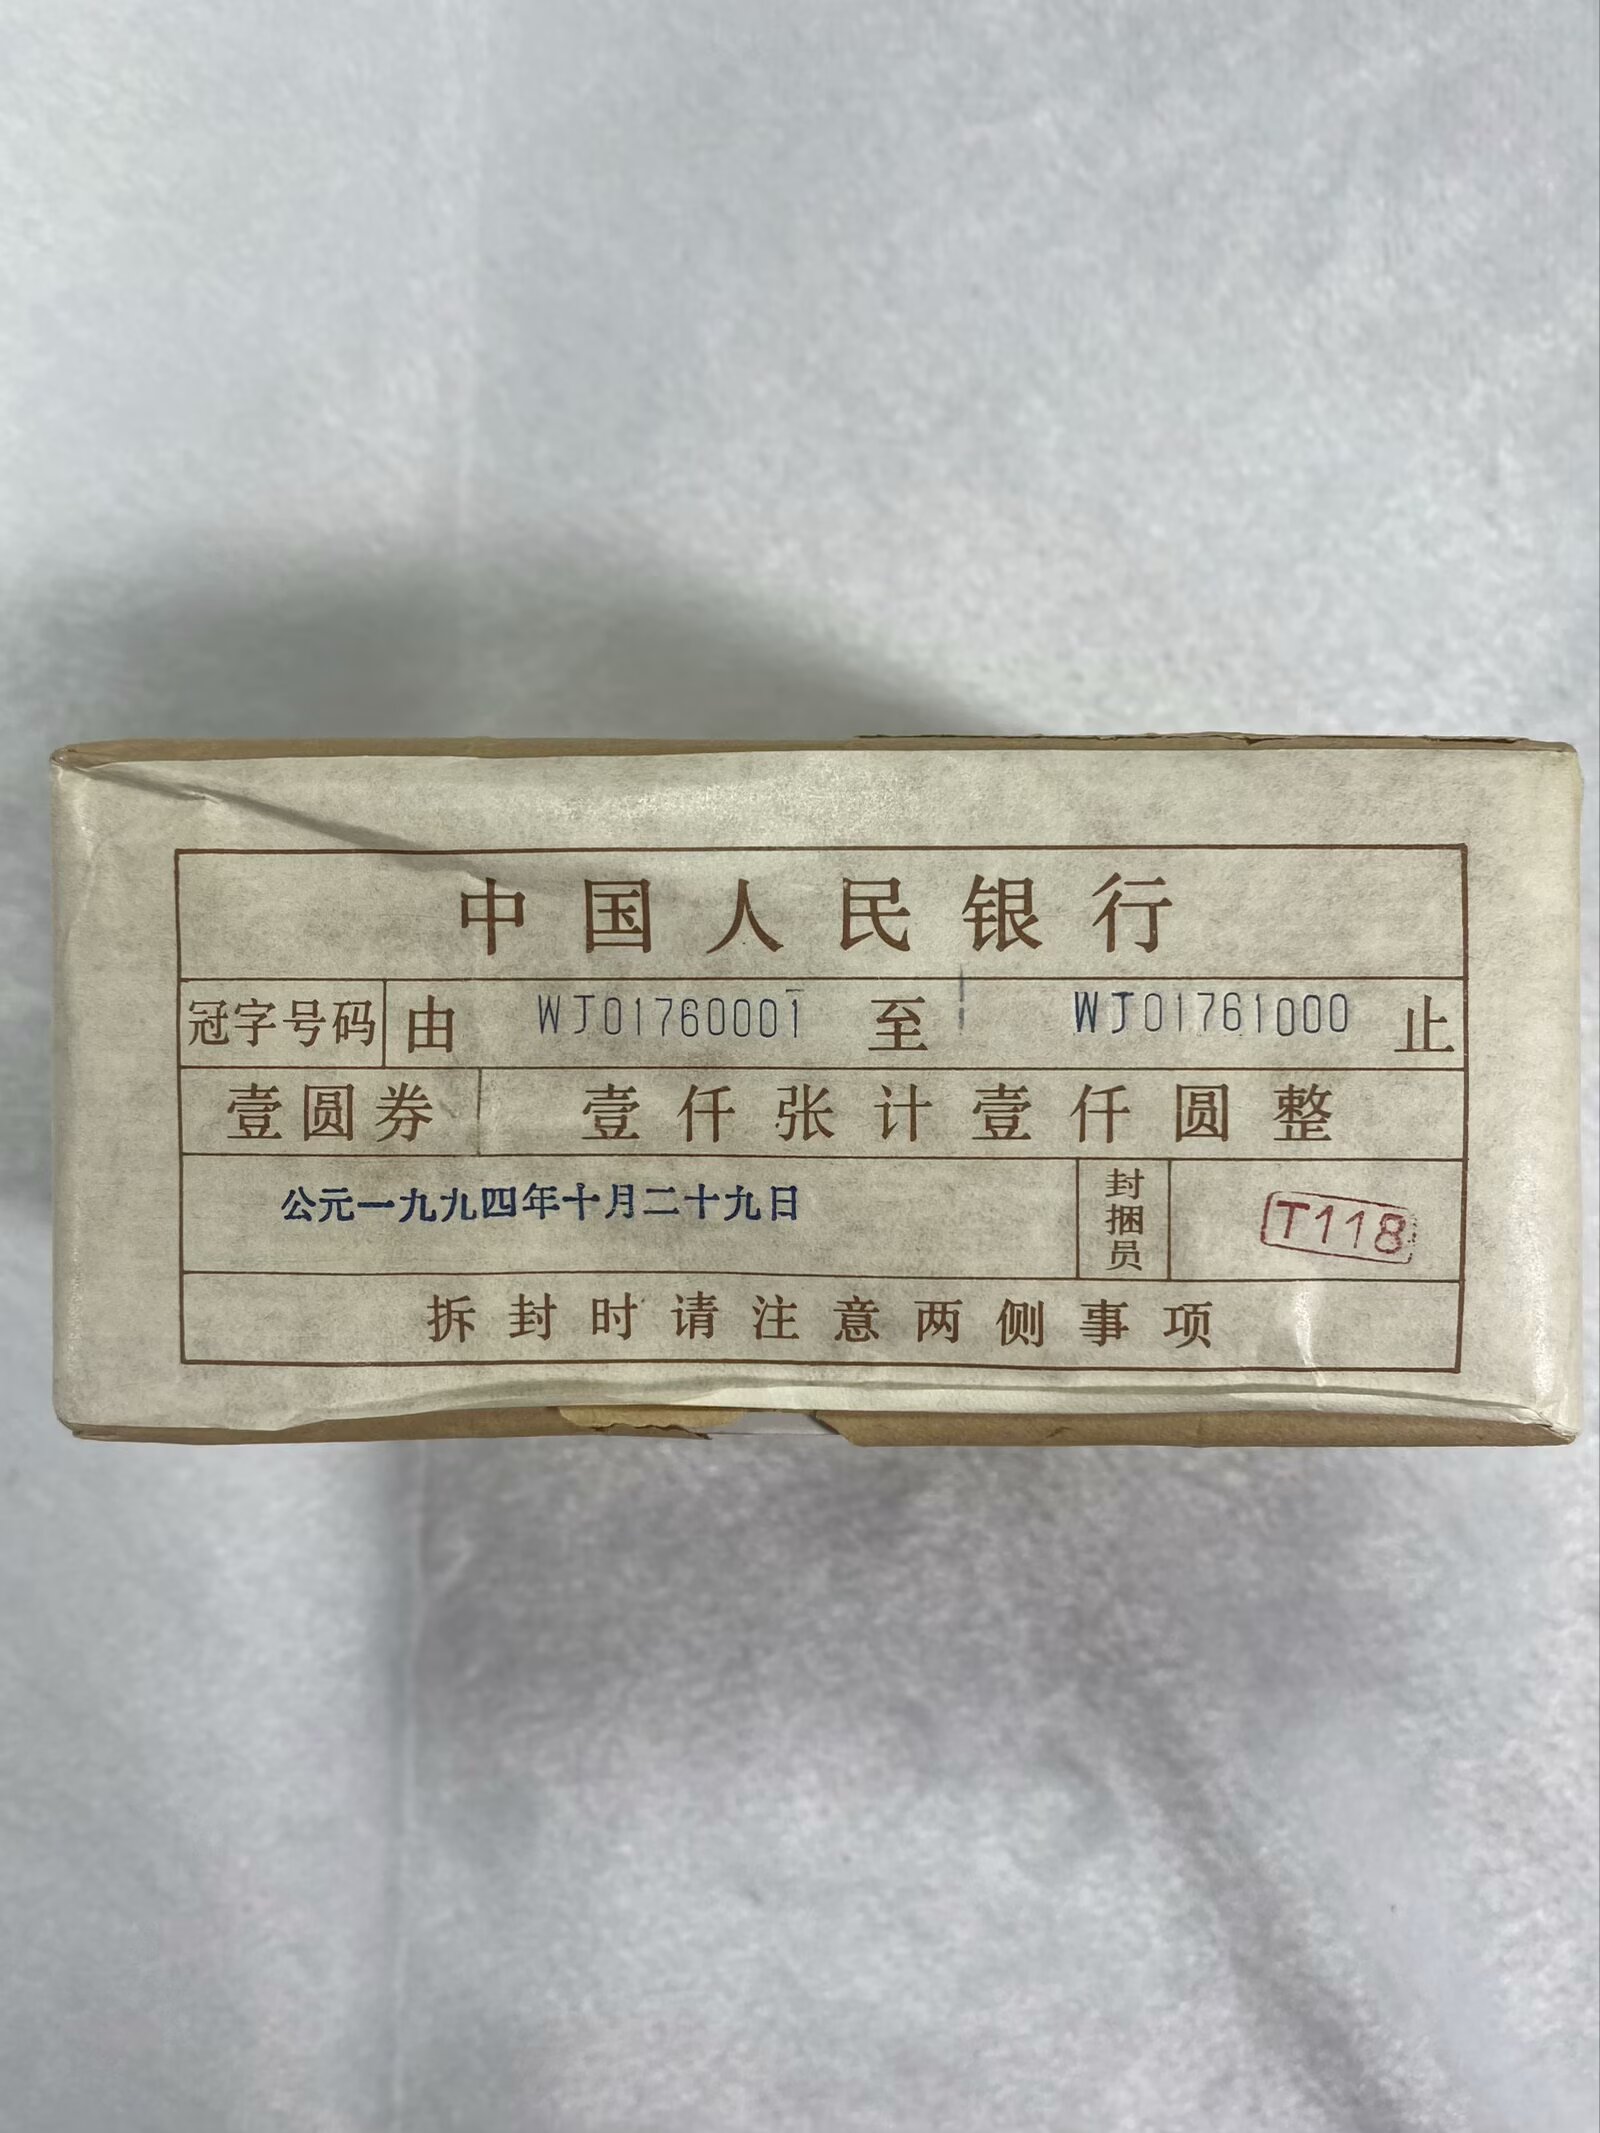 中国人民银行
冠字号码 由 WJ01760001 至 WJ01761000 止
壹圆券 壹仟张计壹仟圆整
公元一九九四年十月二十九日 封捆员 T118
拆封时请注意两侧事项